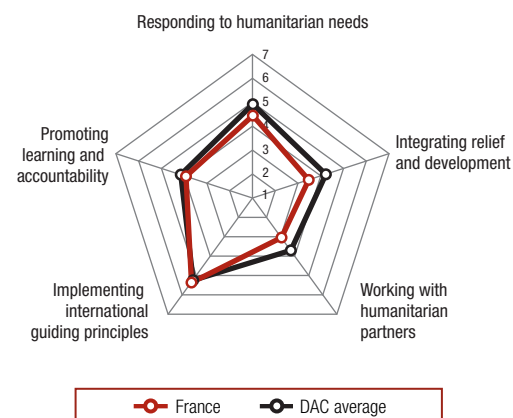 Responding to humanitarian needs
7
6
5
4
3
2
1
Promoting
learning and
accountability
Integrating relief
and development
Implementing
international
guiding principles
Working with
humanitarian
partners
France
DAC average